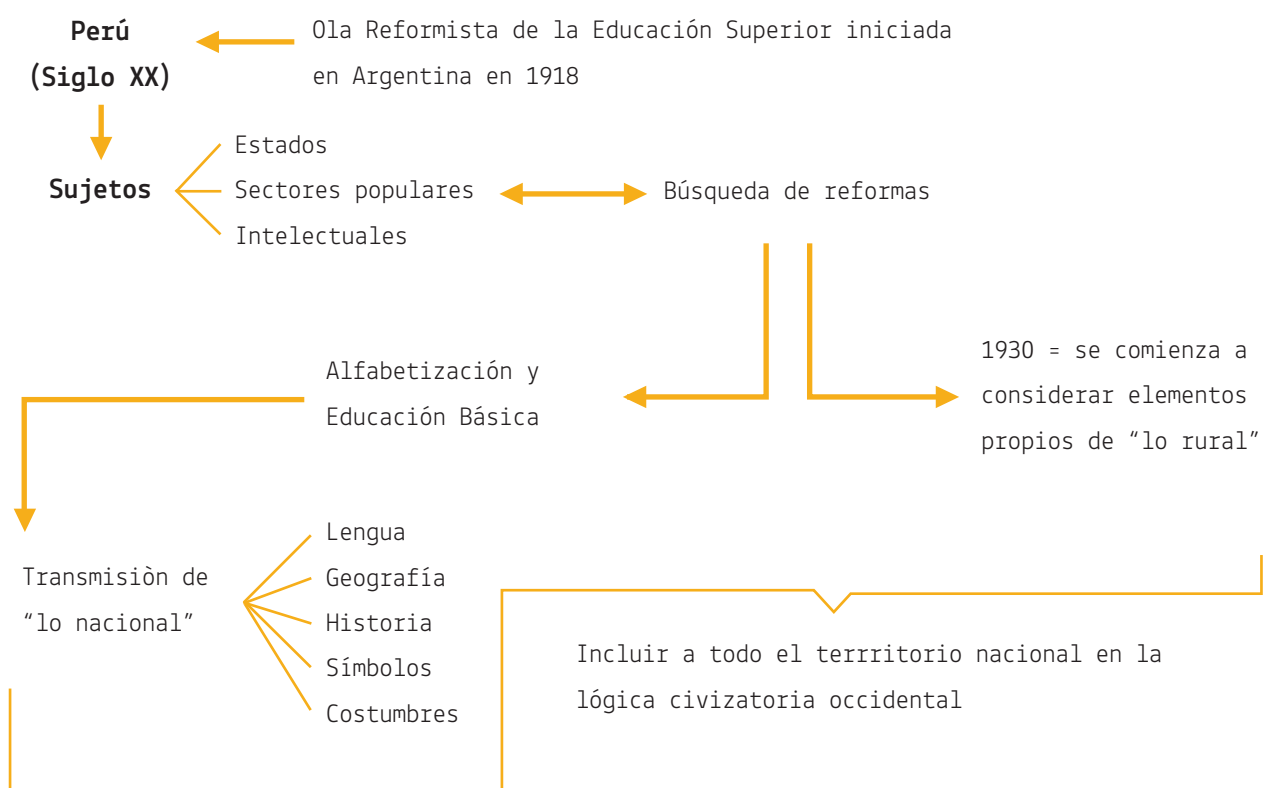 Perú
(Siglo XX)
Ola Reformista de la Educación Superior iniciada
en Argentina en 1918
Sujetos
Estados
Sectores populares
Intelectuales
Búsqueda de reformas
Alfabetización y
Educación Básica
1930 = se comienza a
considerar elementos
propios de “lo rural”
Transmisiòn de
“lo nacional”
Lengua
Geografía
Historia
Símbolos
Costumbres
Incluir a todo el terrritorio nacional en la
lógica civizatoria occidental